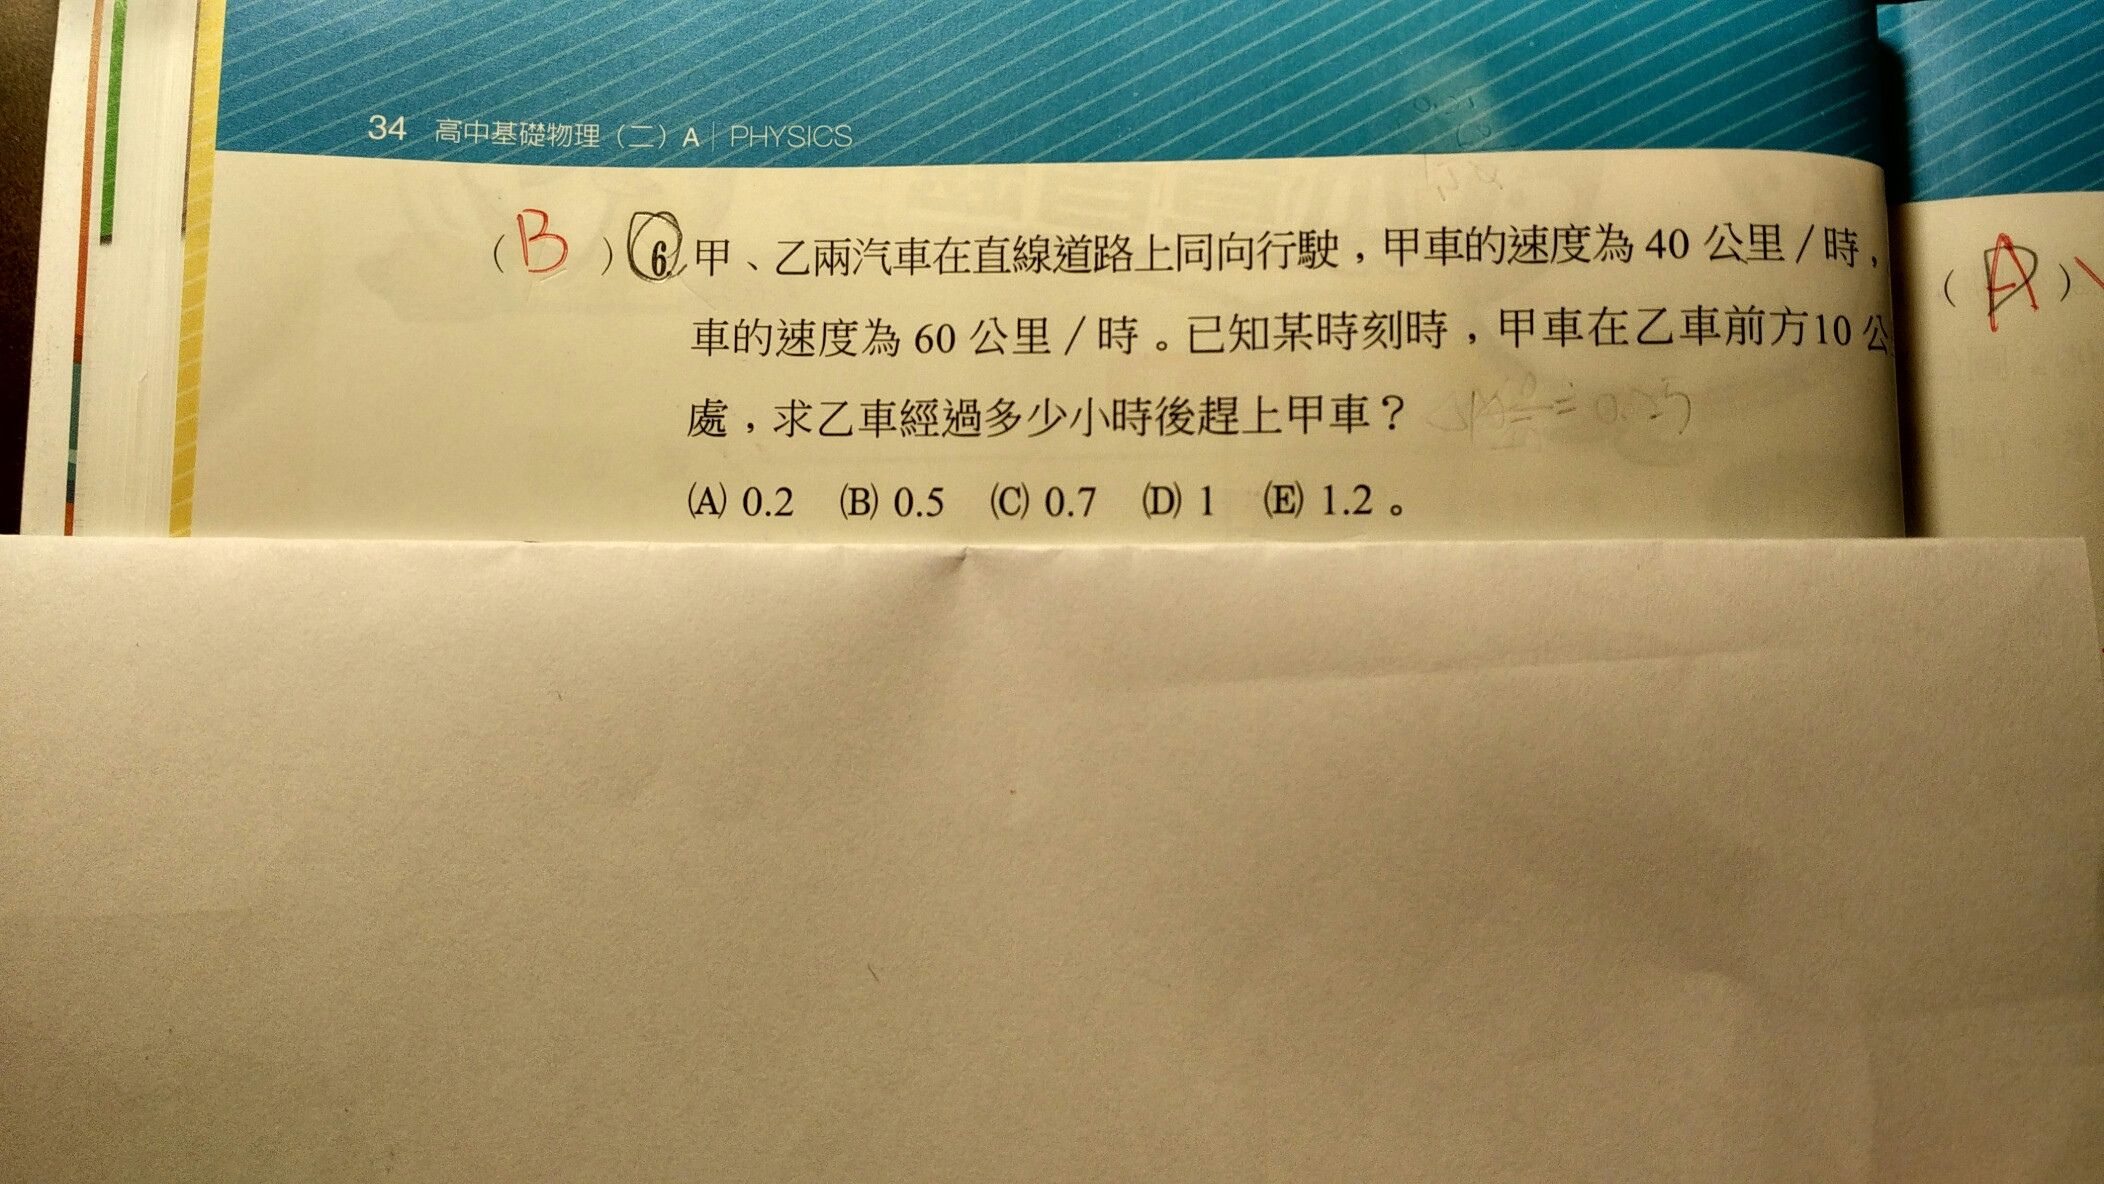 34 高中基礎物理（二）A｜PHYSICS
（B）6. 甲、乙兩汽車在直線道路上同向行駛，甲車的速度為 40 公里／時，
車的速度為 60 公里／時。已知某時刻時，甲車在乙車前方10 公
處，求乙車經過多少小時後趕上甲車？
(A) 0.2 (B) 0.5 (C) 0.7 (D) 1 (E) 1.2。
（A）